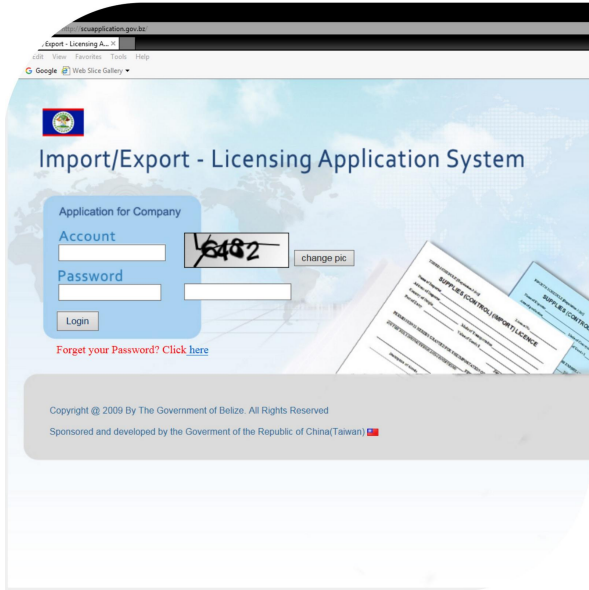 http://scuapplication.gov.bz/
Export - Licensing A...
Edit View Favorites Tools Help
Google Web Slice Gallery
Import/Export - Licensing Application System
Application for Company
Account
change pic
Password
Login
Forget your Password? Click here
SUPPLIES (CONTROL) (IMPORT) LICENCE
Copyright @ 2009 By The Government of Belize. All Rights Reserved
Sponsored and developed by the Goverment of the Republic of China(Taiwan)